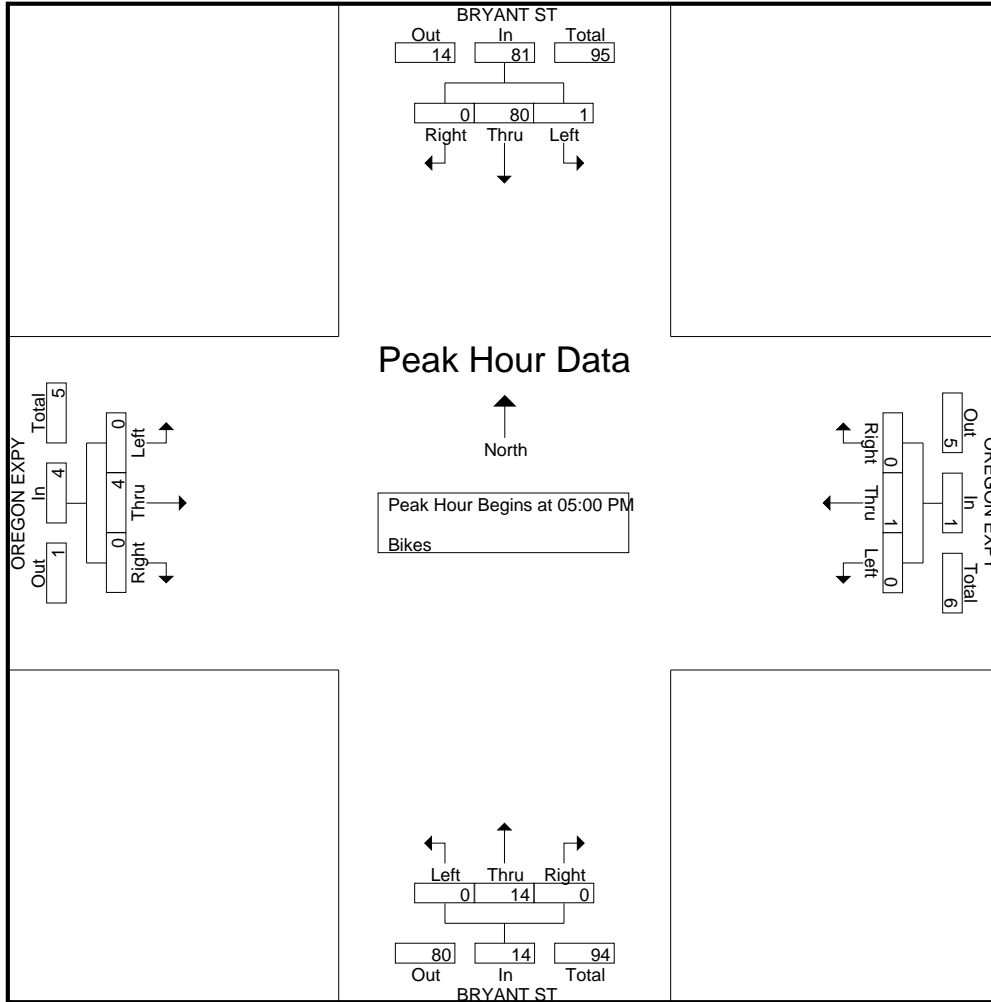 BRYANT ST
Out In Total
14 81 95
0 80 1
Right Thru Left
Peak Hour Data
North
Peak Hour Begins at 05:00 PM
Bikes
OREGON EXPY
Total In Out
5 4 1
0 4 0
Left Thru Right
OREGON EXPY
Out In Total
5 1 6
0 1 0
Right Thru Left
Left Thru Right
0 14 0
80 14 94
Out In Total
BRYANT ST